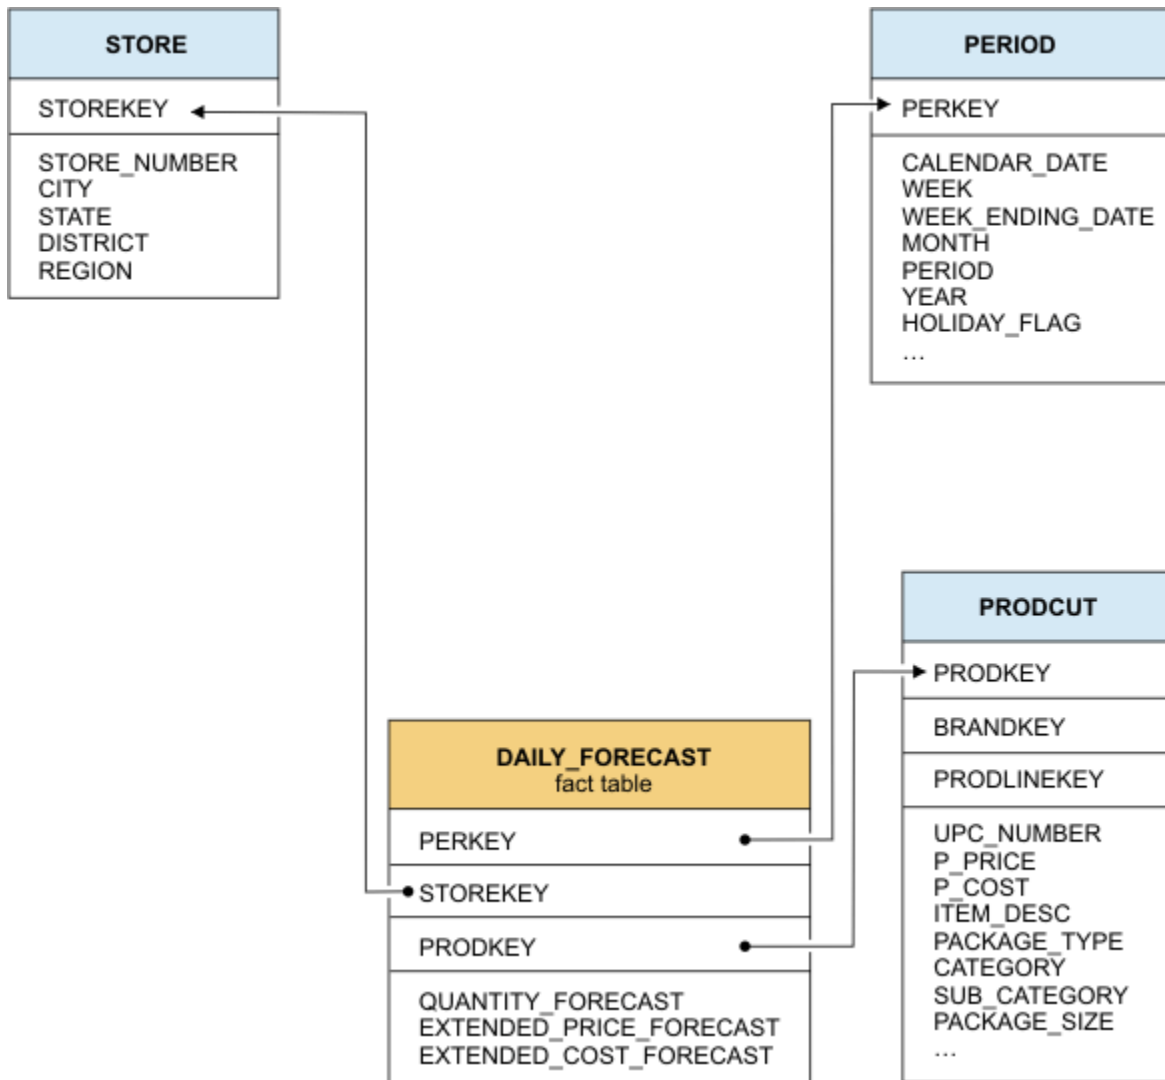 STORE
STOREKEY
STORE_NUMBER
CITY
STATE
DISTRICT
REGION
PERIOD
PERKEY
CALENDAR_DATE
WEEK
WEEK_ENDING_DATE
MONTH
PERIOD
YEAR
HOLIDAY_FLAG
...
PRODCUT
PRODKEY
BRANDKEY
PRODLINEKEY
UPC_NUMBER
P_PRICE
P_COST
ITEM_DESC
PACKAGE_TYPE
CATEGORY
SUB_CATEGORY
PACKAGE_SIZE
...
DAILY_FORECAST
fact table
PERKEY
STOREKEY
PRODKEY
QUANTITY_FORECAST
EXTENDED_PRICE_FORECAST
EXTENDED_COST_FORECAST